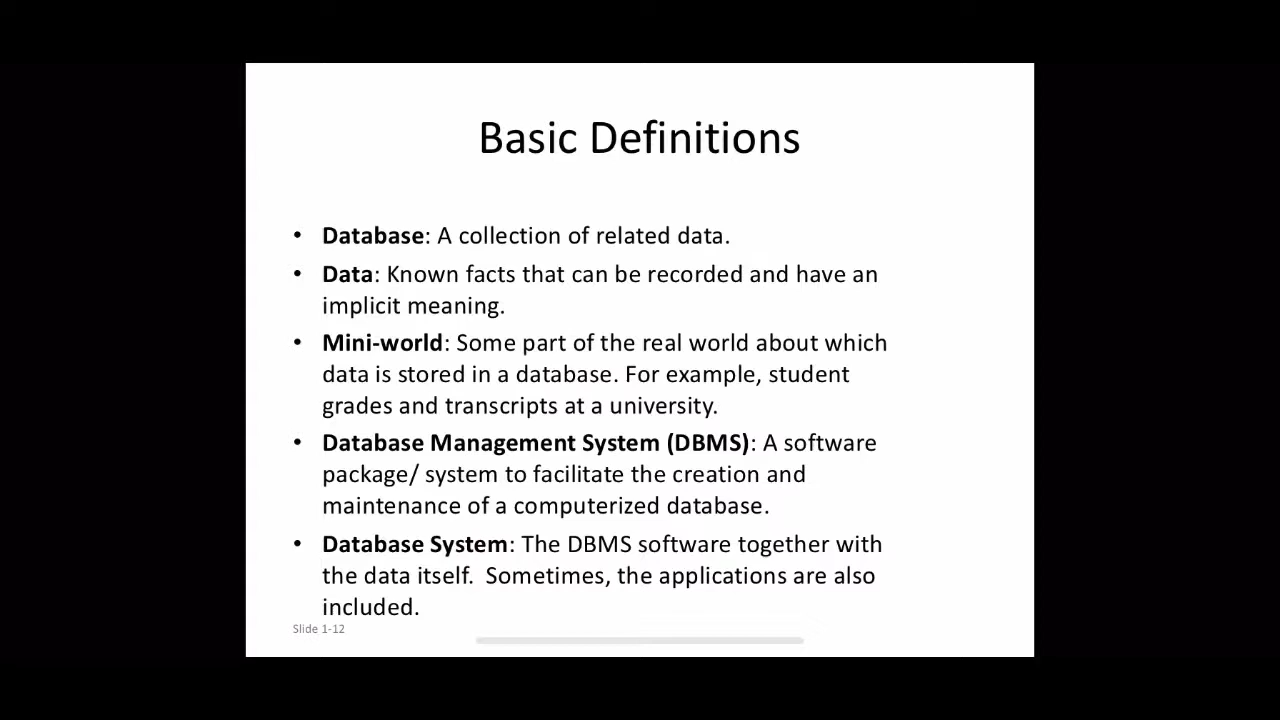 Basic Definitions
• Database: A collection of related data.
• Data: Known facts that can be recorded and have an
implicit meaning.
• Mini-world: Some part of the real world about which
data is stored in a database. For example, student
grades and transcripts at a university.
• Database Management System (DBMS): A software
package/ system to facilitate the creation and
maintenance of a computerized database.
• Database System: The DBMS software together with
the data itself.  Sometimes, the applications are also
included.
Slide 1-12